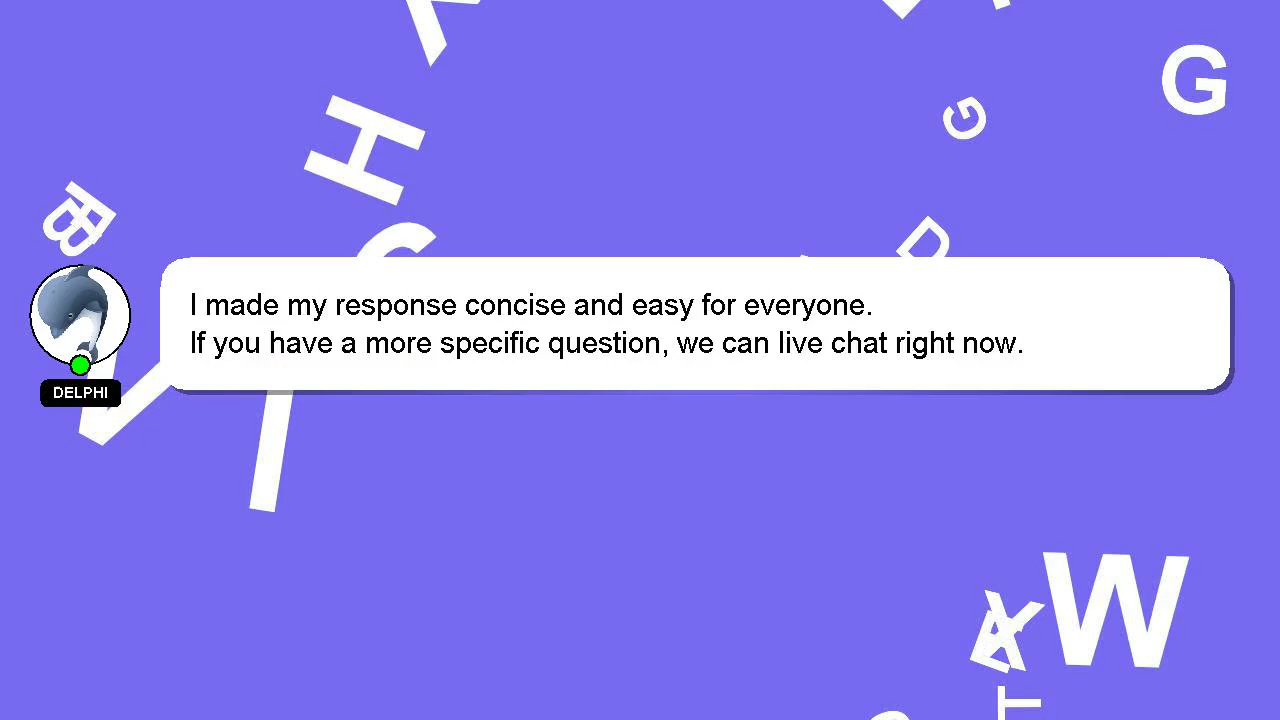 G
G
H
D
I made my response concise and easy for everyone.
If you have a more specific question, we can live chat right now.
DELPHI
W
T